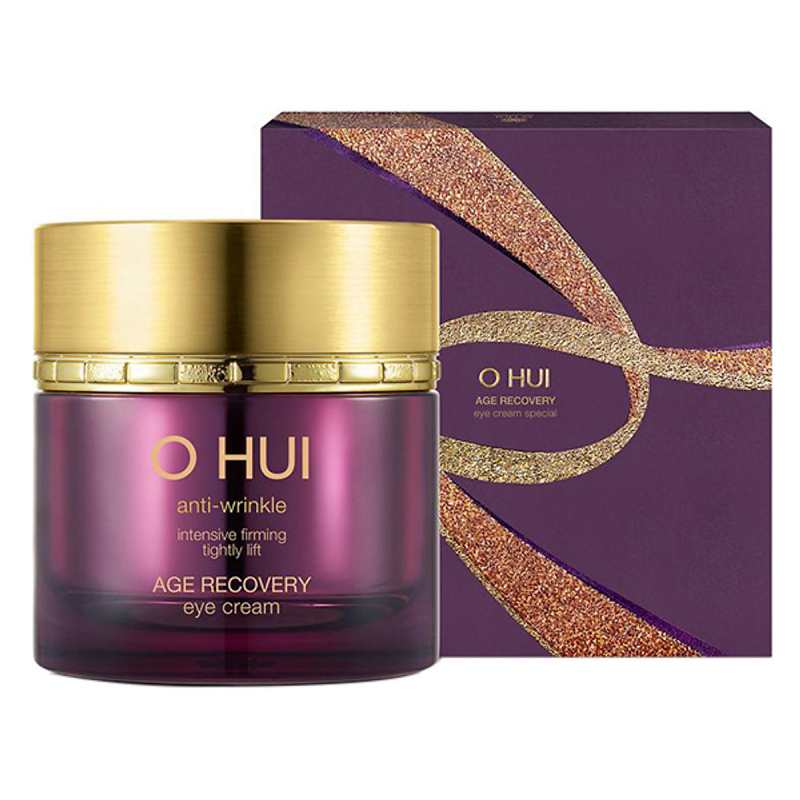 O HUI
anti-wrinkle
intensive firming
tightly lift
AGE RECOVERY
eye cream
O HUI
AGE RECOVERY
eye cream special